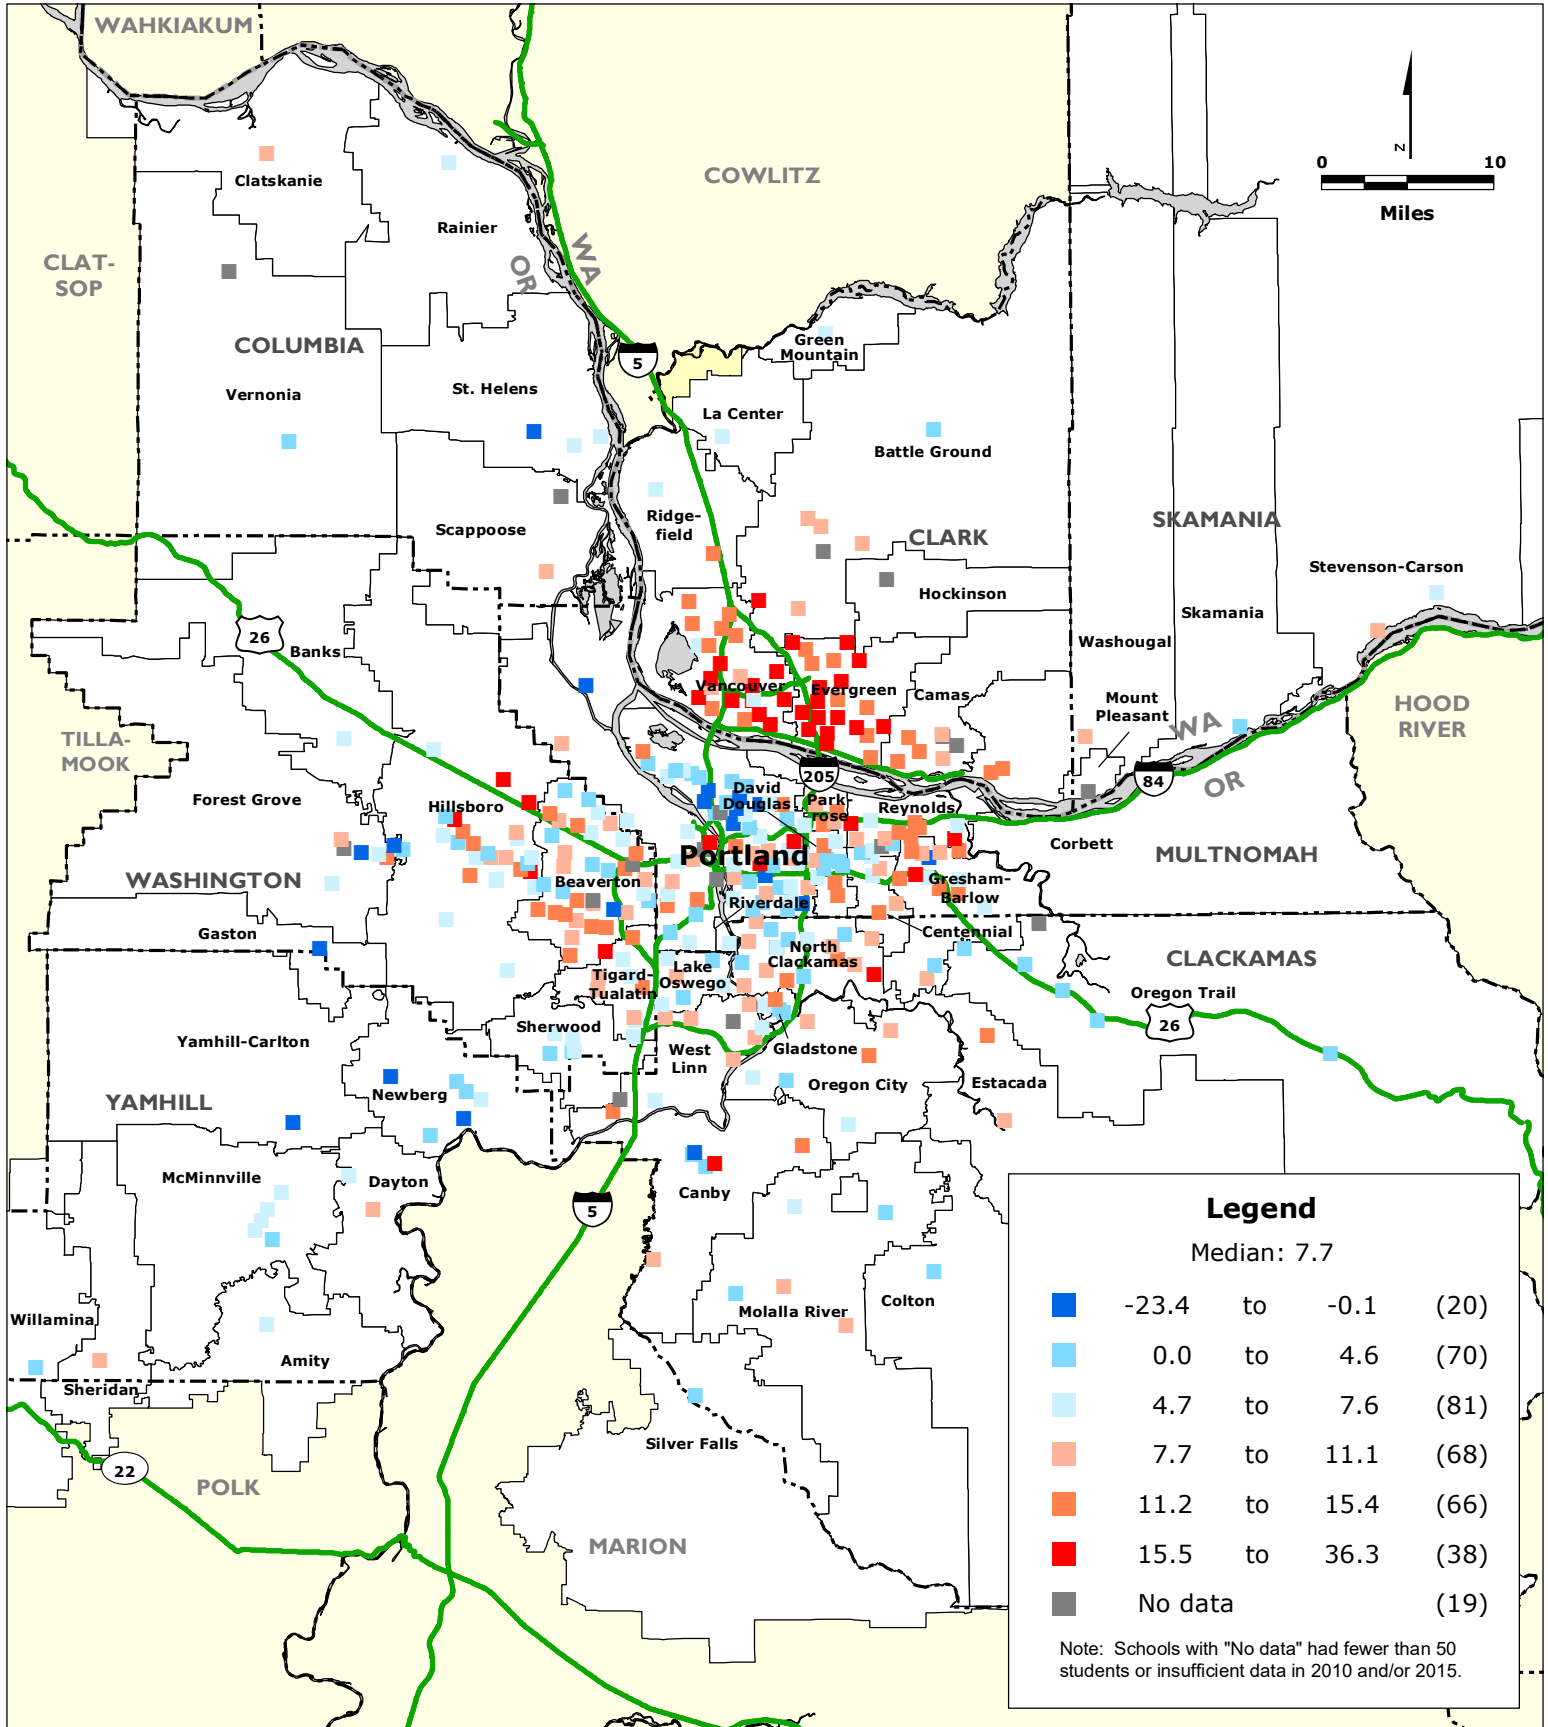 WAHKIAKUM
COWLITZ
N
0 10
Miles
Clatskanie
Rainier
WA
OR
CLAT-
SOP
COLUMBIA
Green
Mountain
5
Vernonia
St. Helens
La Center
Battle Ground
Scappoose
Ridge-
field
CLARK
SKAMANIA
Stevenson-Carson
Hockinson
Skamania
26
Banks
Washougal
Vancouver
Evergreen
Camas
Mount
Pleasant
HOOD
RIVER
WA
OR
TILLA-
MOOK
205
84
Forest Grove
Hillsboro
David
Douglas
Park-
rose
Reynolds
Corbett
Portland
MULTNOMAH
WASHINGTON
Beaverton
Gresham-
Barlow
Riverdale
Gaston
Centennial
North
Clackamas
CLACKAMAS
Tigard-
Tualatin
Lake
Oswego
Oregon Trail
26
Sherwood
Yamhill-Carlton
West
Linn
Gladstone
Newberg
Oregon City
Estacada
YAMHILL
McMinnville
Dayton
Canby
5
Willamina
Molalla River
Colton
Amity
Sheridan
Silver Falls
22
POLK
MARION
Legend
Median: 7.7
-23.4 to -0.1 (20)
0.0 to 4.6 (70)
4.7 to 7.6 (81)
7.7 to 11.1 (68)
11.2 to 15.4 (66)
15.5 to 36.3 (38)
No data (19)
Note: Schools with "No data" had fewer than 50
students or insufficient data in 2010 and/or 2015.